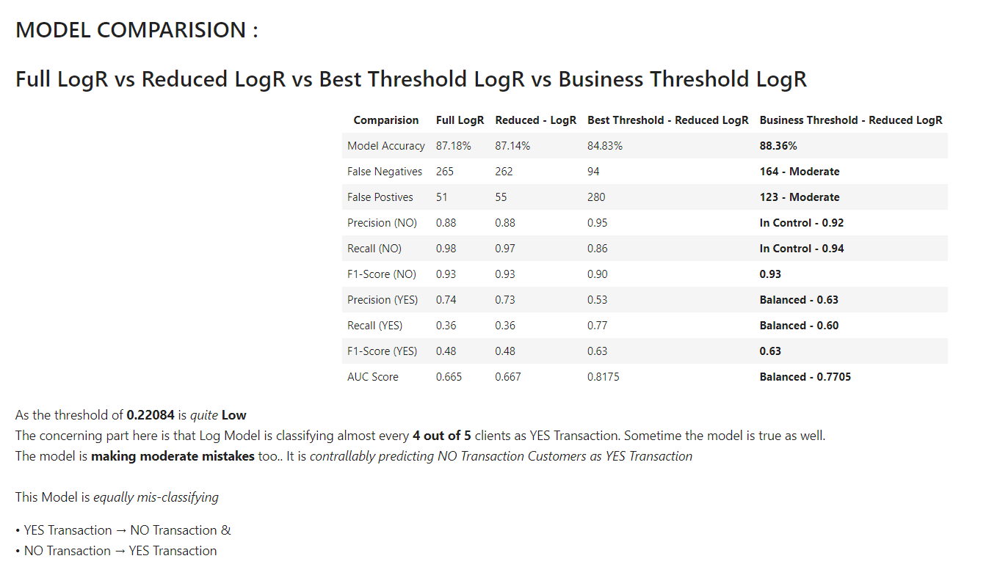 MODEL COMPARISION :
Full LogR vs Reduced LogR vs Best Threshold LogR vs Business Threshold LogR
Comparision Full LogR Reduced - LogR Best Threshold - Reduced LogR Business Threshold - Reduced LogR
Model Accuracy 87.18% 87.14% 84.83% 88.36%
False Negatives 265 262 94 164 - Moderate
False Postives 51 55 280 123 - Moderate
Precision (NO) 0.88 0.88 0.95 In Control - 0.92
Recall (NO) 0.98 0.97 0.86 In Control - 0.94
F1-Score (NO) 0.93 0.93 0.90 0.93
Precision (YES) 0.74 0.73 0.53 Balanced - 0.63
Recall (YES) 0.36 0.36 0.77 Balanced - 0.60
F1-Score (YES) 0.48 0.48 0.63 0.63
AUC Score 0.665 0.667 0.8175 Balanced - 0.7705
As the threshold of 0.22084 is quite Low
The concerning part here is that Log Model is classifying almost every 4 out of 5 clients as YES Transaction. Sometime the model is true as well.
The model is making moderate mistakes too.. It is contrallably predicting NO Transaction Customers as YES Transaction
This Model is equally mis-classifying
• YES Transaction → NO Transaction &
• NO Transaction → YES Transaction